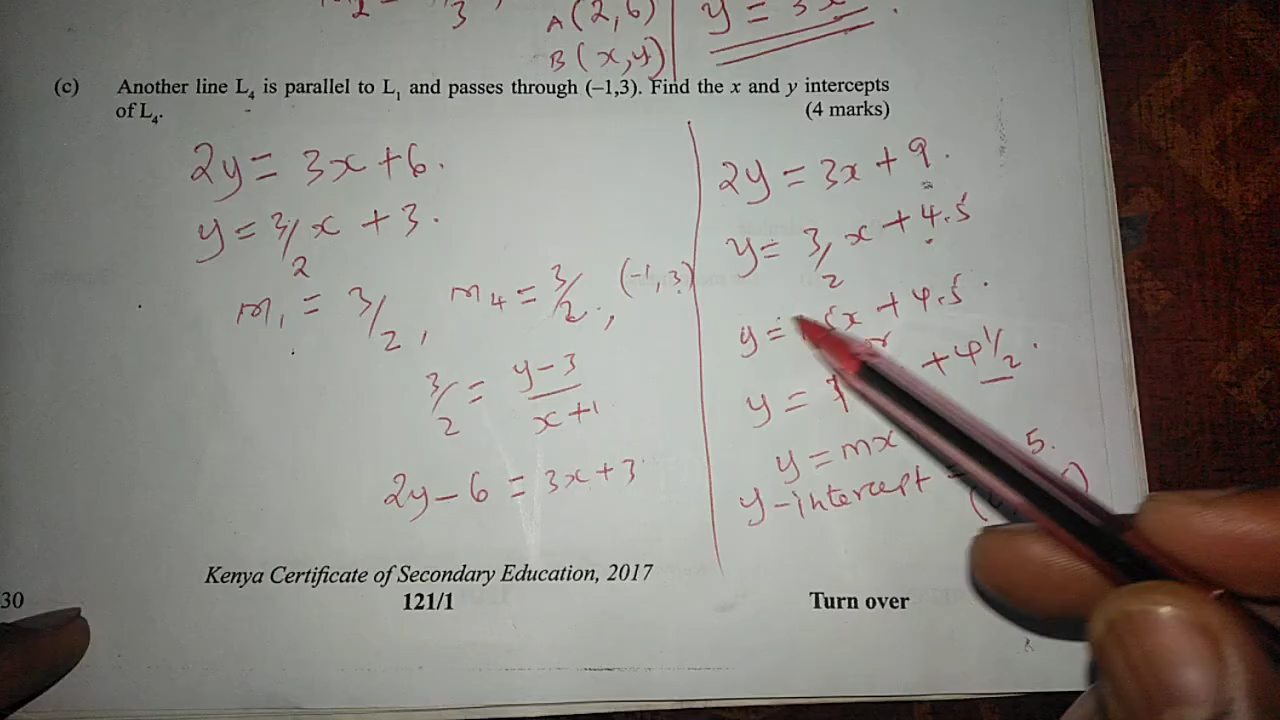 A(2,6)
B(x,y)
y = 3x
(c) Another line L4 is parallel to L1 and passes through (–1,3). Find the x and y intercepts
of L4. (4 marks)
2y = 3x + 6.
y = 3/2 x + 3.
m1 = 3/2, m4 = 3/2, (-1,3)
3/2 = y-3/x+1
2y - 6 = 3x + 3
2y = 3x + 9.
y = 3/2 x + 4.5
y = x + 4.5.
y = + 4 1/2.
y = mx
y-intercept = 5.
Kenya Certificate of Secondary Education, 2017
30
121/1
Turn over